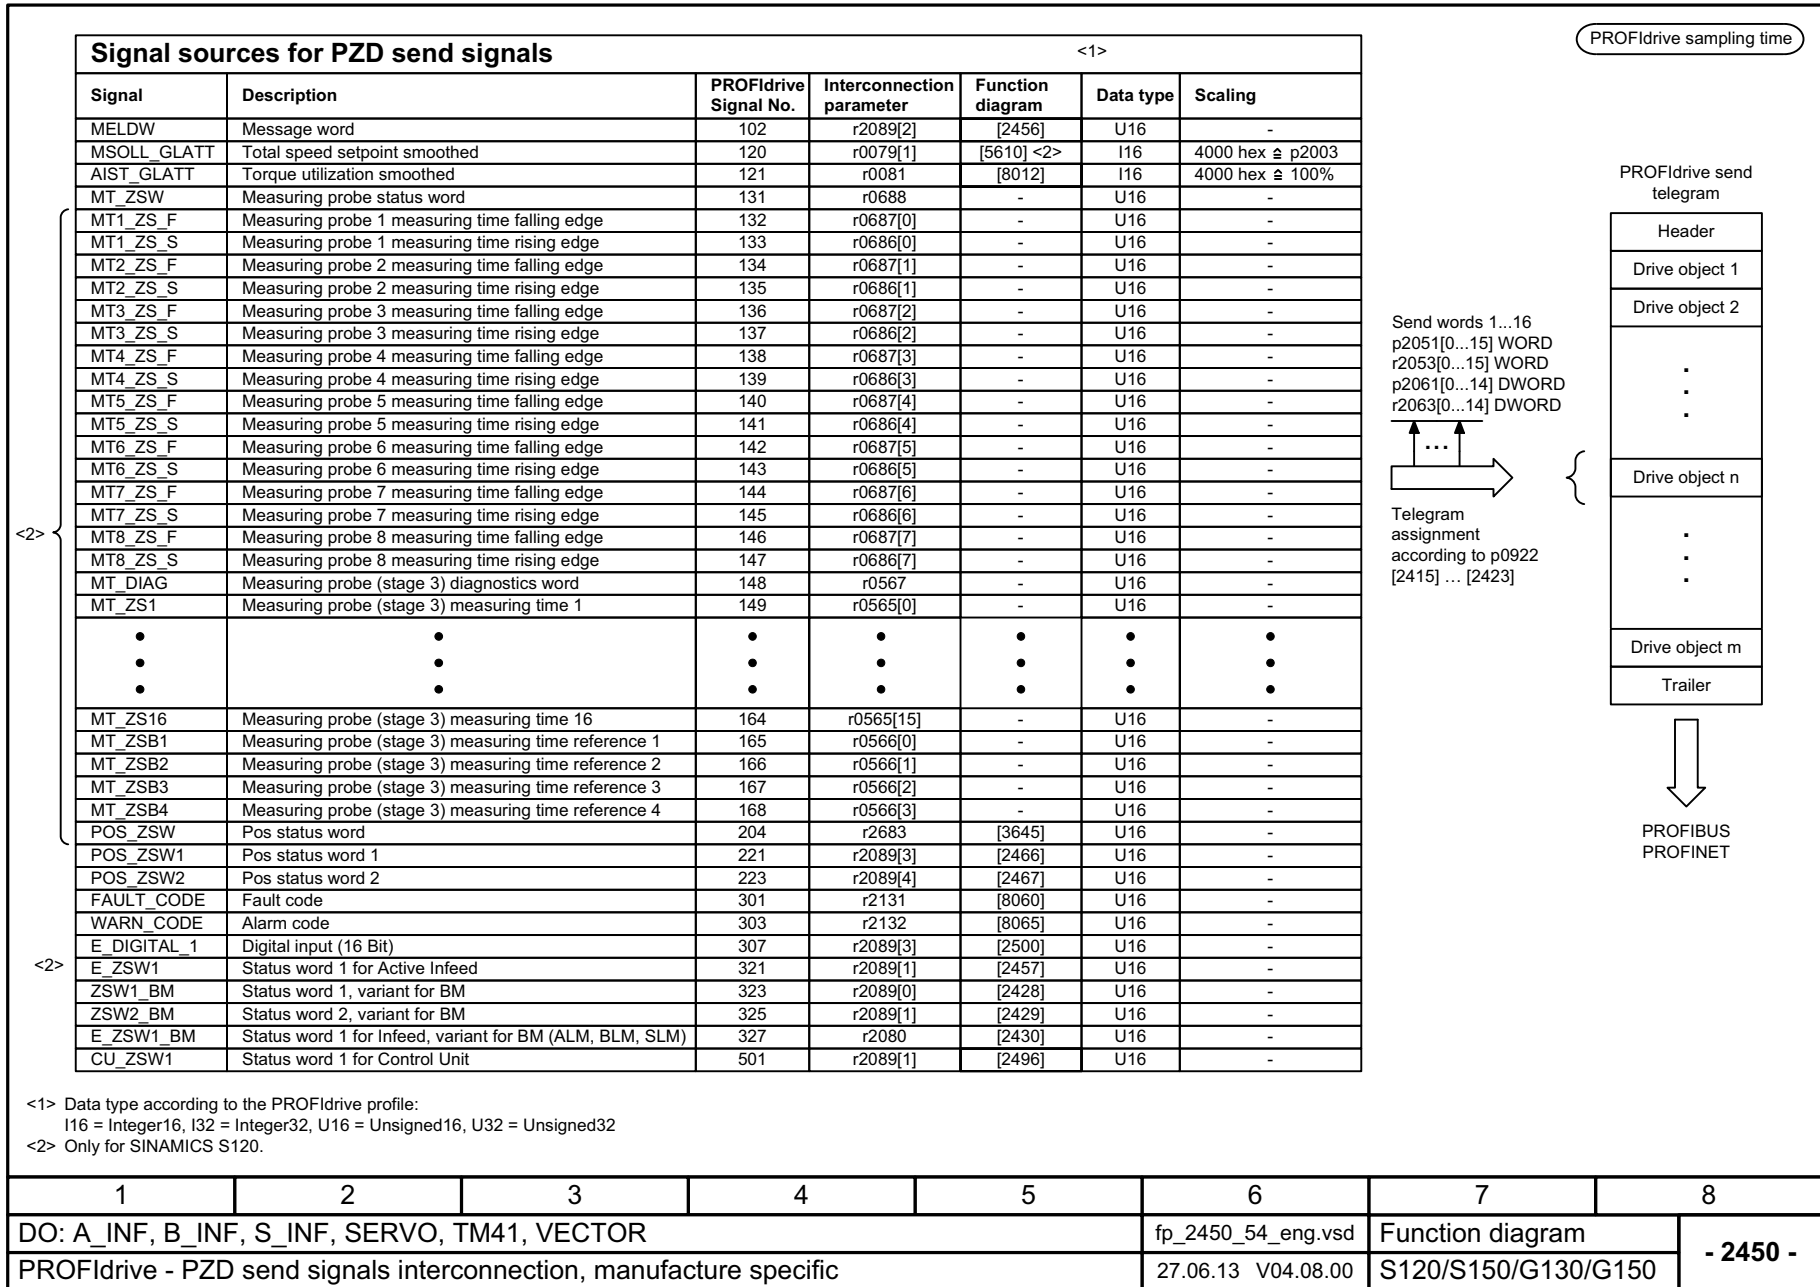 Signal sources for PZD send signals <1>
PROFIdrive sampling time
Signal Description PROFIdrive Signal No. Interconnection parameter Function diagram Data type Scaling
MELDW Message word 102 r2089[2] [2456] U16 -
MSOLL_GLATT Total speed setpoint smoothed 120 r0079[1] [5610] <2> I16 4000 hex ≙ p2003
AIST_GLATT Torque utilization smoothed 121 r0081 [8012] I16 4000 hex ≙ 100%
MT_ZSW Measuring probe status word 131 r0688 - U16 -
MT1_ZS_F Measuring probe 1 measuring time falling edge 132 r0687[0] - U16 -
MT1_ZS_S Measuring probe 1 measuring time rising edge 133 r0686[0] - U16 -
MT2_ZS_F Measuring probe 2 measuring time falling edge 134 r0687[1] - U16 -
MT2_ZS_S Measuring probe 2 measuring time rising edge 135 r0686[1] - U16 -
MT3_ZS_F Measuring probe 3 measuring time falling edge 136 r0687[2] - U16 -
MT3_ZS_S Measuring probe 3 measuring time rising edge 137 r0686[2] - U16 -
MT4_ZS_F Measuring probe 4 measuring time falling edge 138 r0687[3] - U16 -
MT4_ZS_S Measuring probe 4 measuring time rising edge 139 r0686[3] - U16 -
MT5_ZS_F Measuring probe 5 measuring time falling edge 140 r0687[4] - U16 -
MT5_ZS_S Measuring probe 5 measuring time rising edge 141 r0686[4] - U16 -
MT6_ZS_F Measuring probe 6 measuring time falling edge 142 r0687[5] - U16 -
MT6_ZS_S Measuring probe 6 measuring time rising edge 143 r0686[5] - U16 -
MT7_ZS_F Measuring probe 7 measuring time falling edge 144 r0687[6] - U16 -
MT7_ZS_S Measuring probe 7 measuring time rising edge 145 r0686[6] - U16 -
<2>
MT8_ZS_F Measuring probe 8 measuring time falling edge 146 r0687[7] - U16 -
MT8_ZS_S Measuring probe 8 measuring time rising edge 147 r0686[7] - U16 -
MT_DIAG Measuring probe (stage 3) diagnostics word 148 r0567 - U16 -
MT_ZS1 Measuring probe (stage 3) measuring time 1 149 r0565[0] - U16 -
MT_ZS16 Measuring probe (stage 3) measuring time 16 164 r0565[15] - U16 -
MT_ZSB1 Measuring probe (stage 3) measuring time reference 1 165 r0566[0] - U16 -
MT_ZSB2 Measuring probe (stage 3) measuring time reference 2 166 r0566[1] - U16 -
MT_ZSB3 Measuring probe (stage 3) measuring time reference 3 167 r0566[2] - U16 -
MT_ZSB4 Measuring probe (stage 3) measuring time reference 4 168 r0566[3] - U16 -
POS_ZSW Pos status word 204 r2683 [3645] U16 -
POS_ZSW1 Pos status word 1 221 r2089[3] [2466] U16 -
POS_ZSW2 Pos status word 2 223 r2089[4] [2467] U16 -
FAULT_CODE Fault code 301 r2131 [8060] U16 -
WARN_CODE Alarm code 303 r2132 [8065] U16 -
E_DIGITAL_1 Digital input (16 Bit) 307 r2089[3] [2500] U16 -
<2> E_ZSW1 Status word 1 for Active Infeed 321 r2089[1] [2457] U16 -
ZSW1_BM Status word 1, variant for BM 323 r2089[0] [2428] U16 -
ZSW2_BM Status word 2, variant for BM 325 r2089[1] [2429] U16 -
E_ZSW1_BM Status word 1 for Infeed, variant for BM (ALM, BLM, SLM) 327 r2080 [2430] U16 -
CU_ZSW1 Status word 1 for Control Unit 501 r2089[1] [2496] U16 -
Send words 1...16
p2051[0...15] WORD
r2053[0...15] WORD
p2061[0...14] DWORD
r2063[0...14] DWORD
...
Telegram
assignment
according to p0922
[2415] … [2423]
PROFIdrive send
telegram
Header
Drive object 1
Drive object 2
Drive object n
Drive object m
Trailer
PROFIBUS
PROFINET
<1> Data type according to the PROFIdrive profile:
I16 = Integer16, I32 = Integer32, U16 = Unsigned16, U32 = Unsigned32
<2> Only for SINAMICS S120.
1 2 3 4 5 6 7 8
DO: A_INF, B_INF, S_INF, SERVO, TM41, VECTOR fp_2450_54_eng.vsd Function diagram
- 2450 -
PROFIdrive - PZD send signals interconnection, manufacture specific 27.06.13 V04.08.00 S120/S150/G130/G150